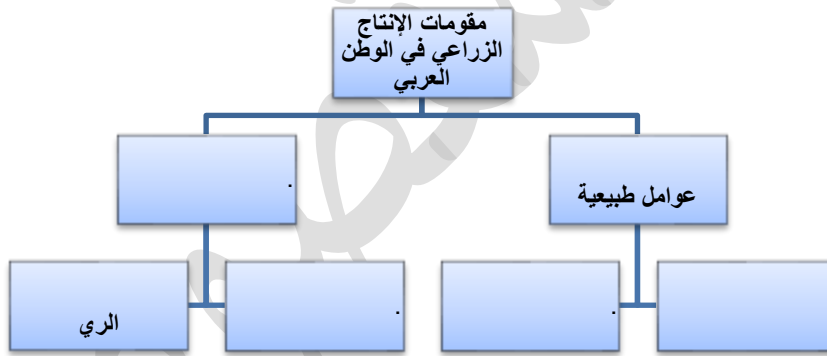 مقومات الإنتاج
الزراعي في الوطن
العربي
.
عوامل طبيعية
الري
.
.